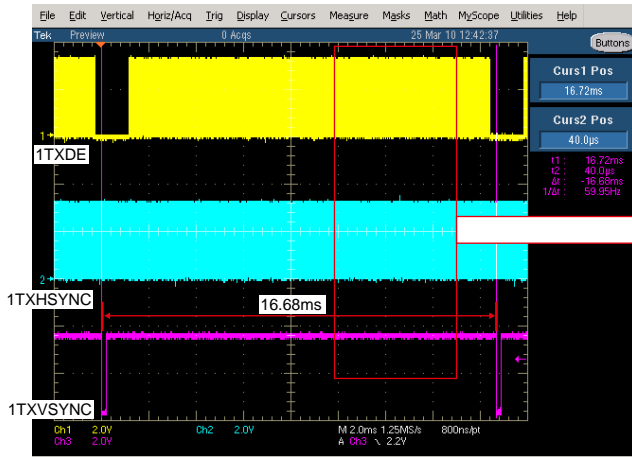 File Edit Vertical Horiz/Acq Trig Display Cursors Measure Masks Math MyScope Utilities Help
Tek Preview 0 Acqs 25 Mar 10 12:42:37
Buttons
Curs1 Pos
16.72ms
Curs2 Pos
40.0µs
t1 : 16.72ms
t2 : 40.0µs
Δt : -16.68ms
1/Δt : 59.95Hz
1
1TXDE
2
1TXHSYNC
16.68ms
1TXVSYNC
Ch1 2.0V Ch2 2.0V M 2.0ms 1.25MS/s 800ns/pt
Ch3 2.0V A Ch3 2.2V